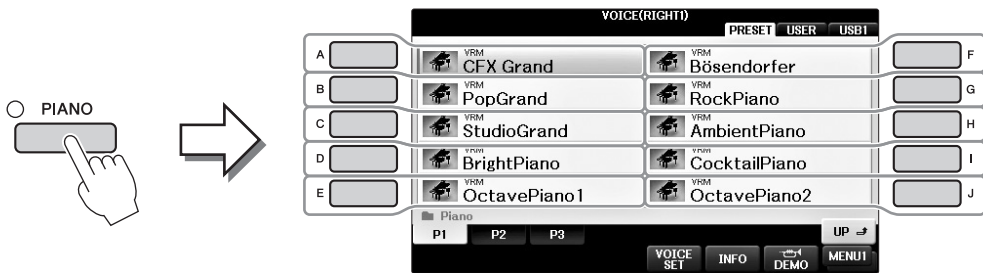 VOICE(RIGHT1)
PRESET USER USB1
A VRM CFX Grand VRM Bösendorfer F
B VRM PopGrand VRM RockPiano G
PIANO
C VRM StudioGrand VRM AmbientPiano H
D VRM BrightPiano VRM CocktailPiano I
E VRM OctavePiano1 VRM OctavePiano2 J
Piano
P1 P2 P3 UP
VOICE SET INFO DEMO MENU1